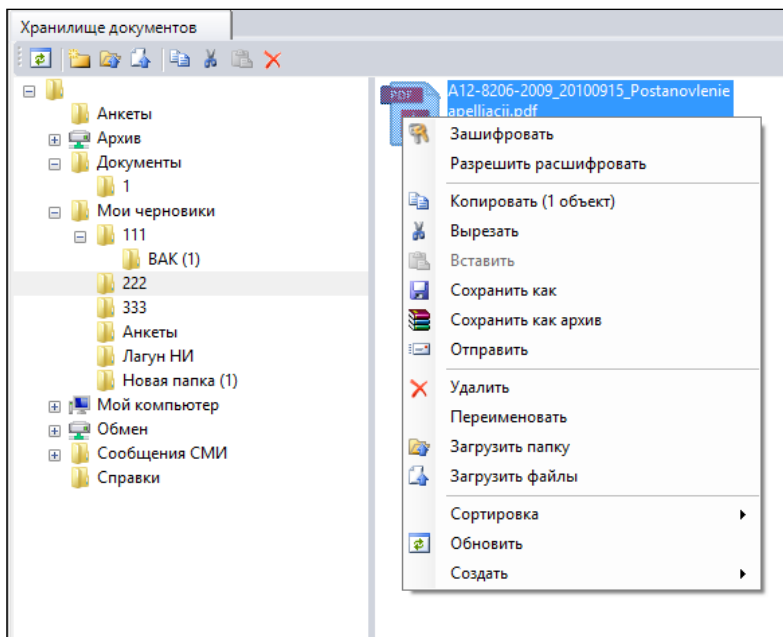 Хранилище документов
Анкеты
Архив
Документы
1
Мои черновики
111
ВАК (1)
222
333
Анкеты
Лагун НИ
Новая папка (1)
Мой компьютер
Обмен
Сообщения СМИ
Справки
PDF
A12-8206-2009_20100915_Postanovlenie
apelliacii.pdf
Зашифровать
Разрешить расшифровать
Копировать (1 объект)
Вырезать
Вставить
Сохранить как
Сохранить как архив
Отправить
Удалить
Переименовать
Загрузить папку
Загрузить файлы
Сортировка
Обновить
Создать